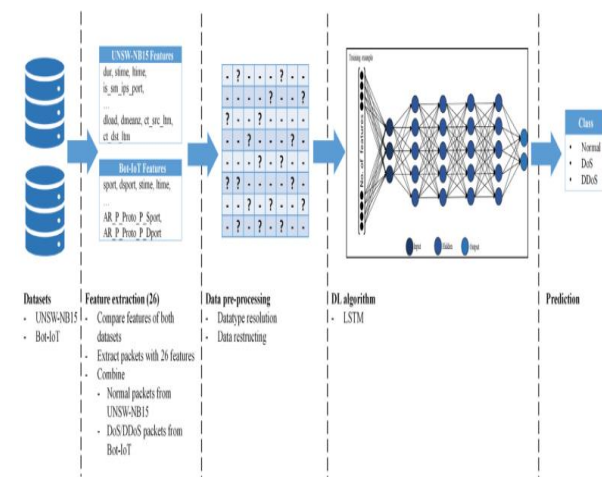 UNSW-NB15 Features
dur, stime, ltime,
is_sm_ips_port,
...
dload, dmeanz, ct_src_ltm,
ct_dst_ltm
Bot-IoT Features
sport, dsport, stime, ltime,
...
AR_P_Proto_P_Sport,
AR_P_Proto_P_Dport
- ? - - - ? - -
- - - - ? - - ?
? - - ? - - - -
- - ? - - - ? -
- - - ? - ? - -
? ? - - - - ? -
- - ? - ? - - ?
- ? - ? - ? - -
Training example
No. of features
Input
Hidden
Output
Class
• Normal
• DoS
• DDoS
Datasets
- UNSW-NB15
- Bot-IoT
Feature extraction (26)
- Compare features of both
datasets
- Extract packets with 26 features
- Combine
- Normal packets from
UNSW-NB15
- DoS/DDoS packets from
Bot-IoT
Data pre-processing
- Datatype resolution
- Data restructing
DL algorithm
- LSTM
Prediction